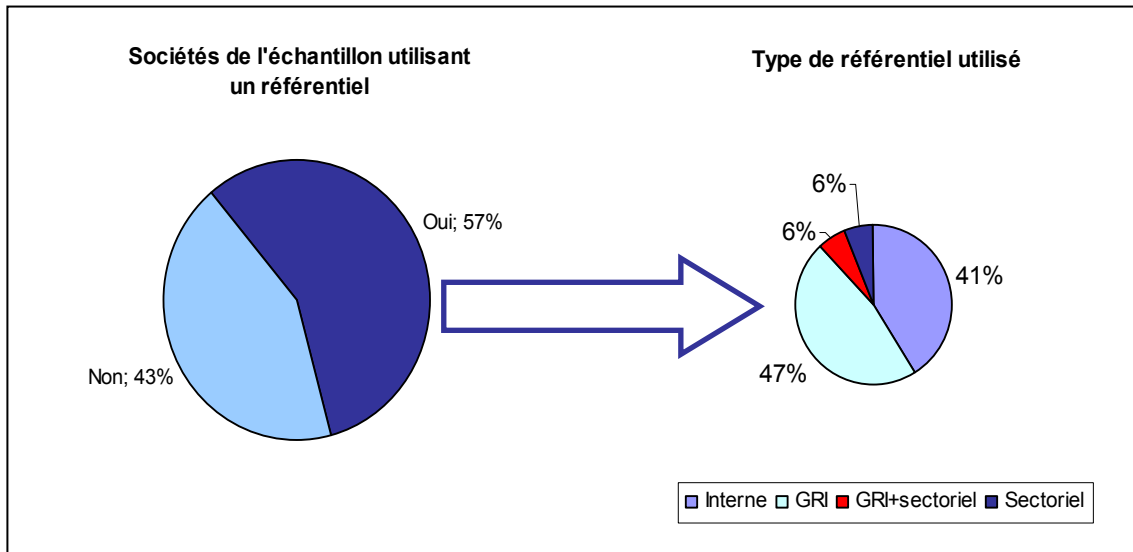 Sociétés de l'échantillon utilisant
un référentiel
Oui; 57%
Non; 43%
Type de référentiel utilisé
6%
6%
41%
47%
Interne
GRI
GRI+sectoriel
Sectoriel